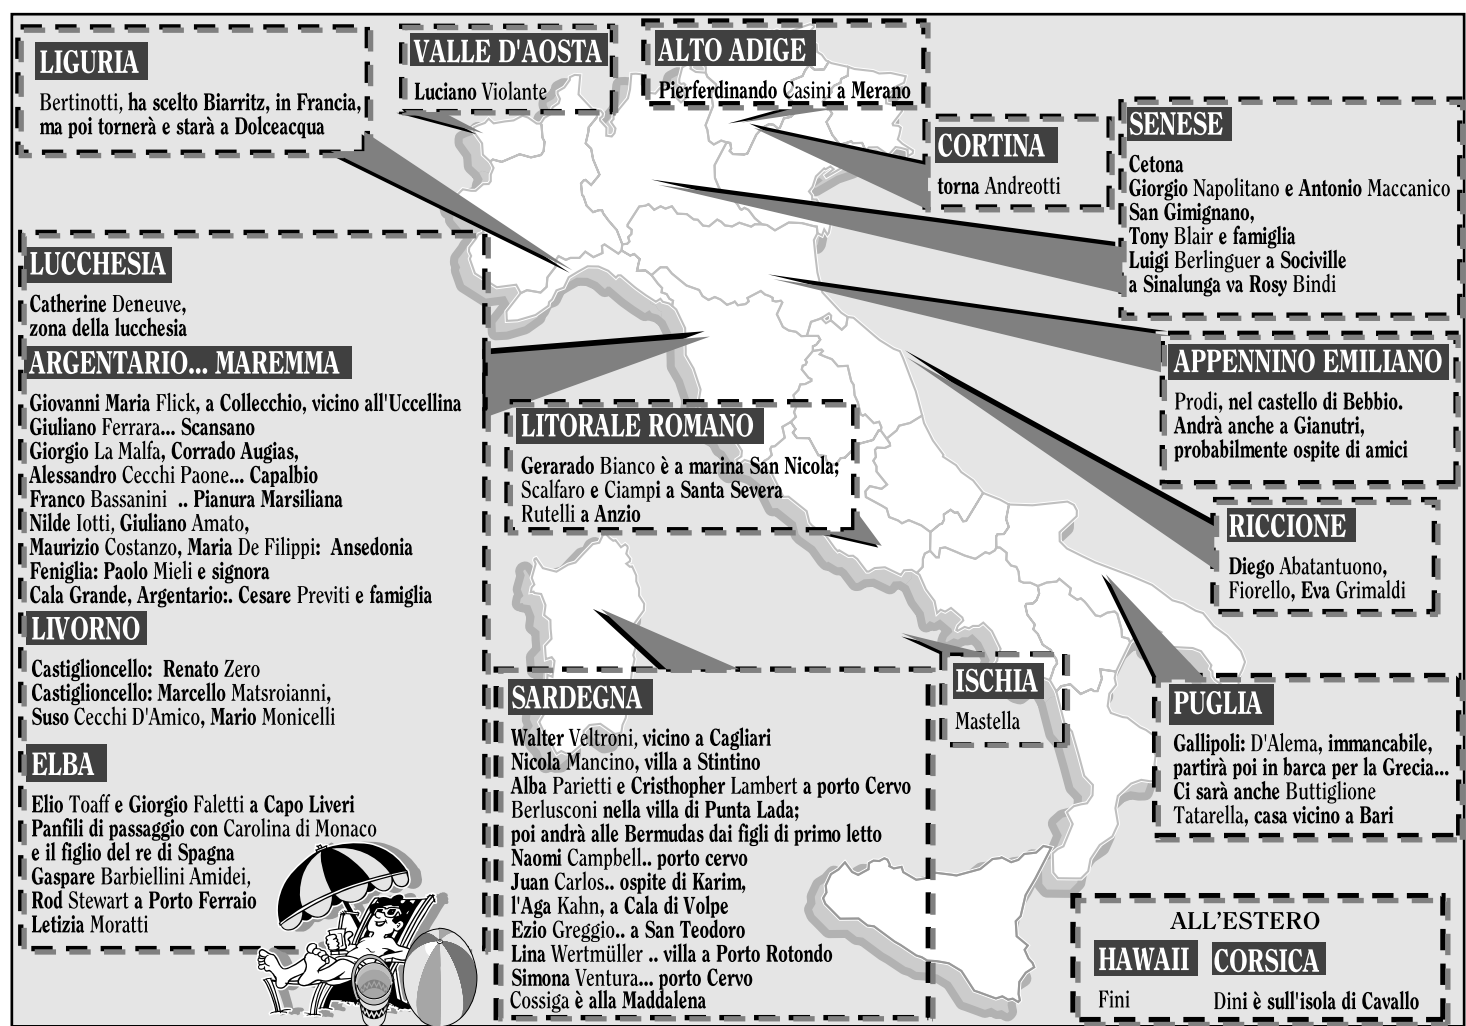 LIGURIA
Bertinotti, ha scelto Biarritz, in Francia,
ma poi tornerà e starà a Dolceacqua
VALLE D'AOSTA
Luciano Violante
ALTO ADIGE
Pierferdinando Casini a Merano
CORTINA
torna Andreotti
SENESE
Cetona
Giorgio Napolitano e Antonio Maccanico
San Gimignano,
Tony Blair e famiglia
Luigi Berlinguer a Sociville
a Sinalunga va Rosy Bindi
LUCCHESIA
Catherine Deneuve,
zona della lucchesia
ARGENTARIO... MAREMMA
Giovanni Maria Flick, a Collecchio, vicino all'Uccellina
Giuliano Ferrara... Scansano
Giorgio La Malfa, Corrado Augias,
Alessandro Cecchi Paone... Capalbio
Franco Bassanini .. Pianura Marsiliana
Nilde Iotti, Giuliano Amato,
Maurizio Costanzo, Maria De Filippi: Ansedonia
Feniglia: Paolo Mieli e signora
Cala Grande, Argentario:. Cesare Previti e famiglia
LIVORNO
Castiglioncello: Renato Zero
Castiglioncello: Marcello Matsroianni,
Suso Cecchi D'Amico, Mario Monicelli
ELBA
Elio Toaff e Giorgio Faletti a Capo Liveri
Panfili di passaggio con Carolina di Monaco
e il figlio del re di Spagna
Gaspare Barbiellini Amidei,
Rod Stewart a Porto Ferraio
Letizia Moratti
LITORALE ROMANO
Gerarado Bianco è a marina San Nicola;
Scalfaro e Ciampi a Santa Severa
Rutelli a Anzio
APPENNINO EMILIANO
Prodi, nel castello di Bebbio.
Andrà anche a Gianutri,
probabilmente ospite di amici
RICCIONE
Diego Abatantuono,
Fiorello, Eva Grimaldi
SARDEGNA
Walter Veltroni, vicino a Cagliari
Nicola Mancino, villa a Stintino
Alba Parietti e Cristhopher Lambert a porto Cervo
Berlusconi nella villa di Punta Lada;
poi andrà alle Bermudas dai figli di primo letto
Naomi Campbell.. porto cervo
Juan Carlos.. ospite di Karim,
l'Aga Kahn, a Cala di Volpe
Ezio Greggio.. a San Teodoro
Lina Wertmüller .. villa a Porto Rotondo
Simona Ventura... porto Cervo
Cossiga è alla Maddalena
ISCHIA
Mastella
PUGLIA
Gallipoli: D'Alema, immancabile,
partirà poi in barca per la Grecia...
Ci sarà anche Buttiglione
Tatarella, casa vicino a Bari
ALL'ESTERO
HAWAII
Fini
CORSICA
Dini è sull'isola di Cavallo